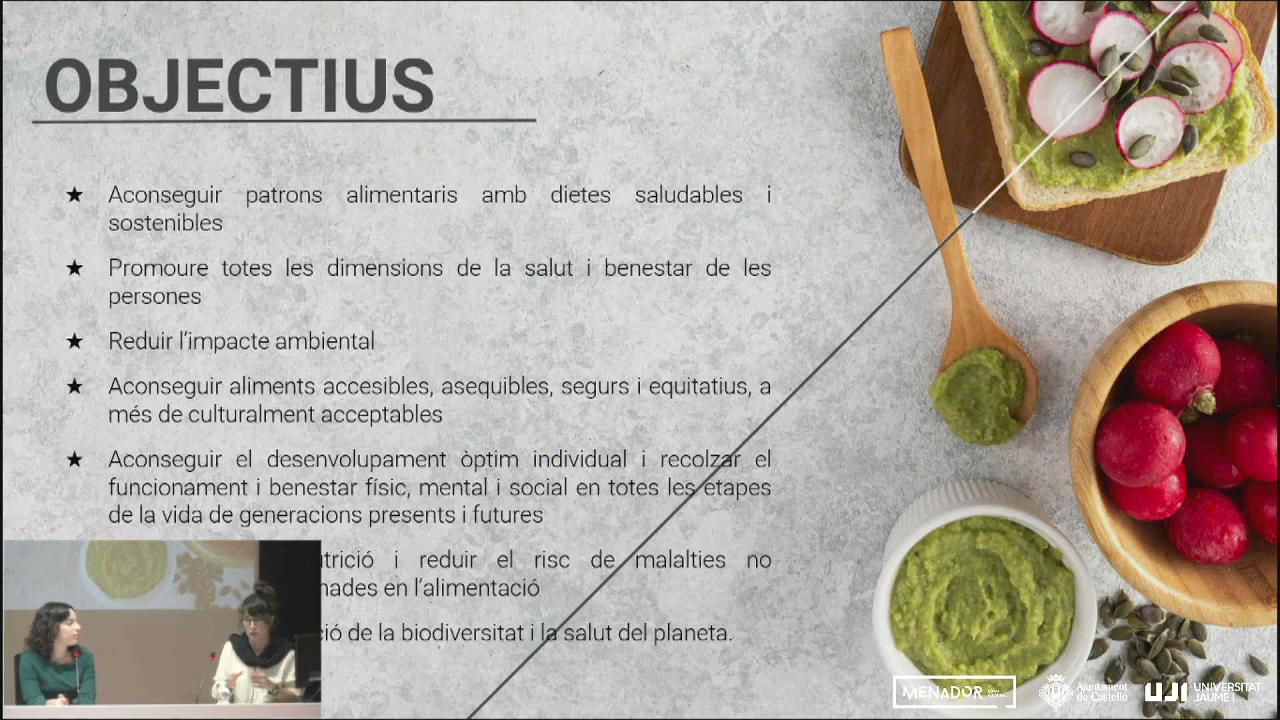 OBJECTIUS
★ Aconseguir patrons alimentaris amb dietes saludables i
sostenibles
★ Promoure totes les dimensions de la salut i benestar de les
persones
★ Reduir l'impacte ambiental
★ Aconseguir aliments accesibles, asequibles, segurs i equitatius, a
més de culturalment acceptables
★ Aconseguir el desenvolupament òptim individual i recolzar el
funcionament i benestar físic, mental i social en totes les etapes
de la vida de generacions presents i futures
i reduir el risc de malalties no
en l'alimentació
de la biodiversitat i la salut del planeta.
MENADOR
Ajuntament
de Castelló
UJI UNIVERSITAT
JAUME I